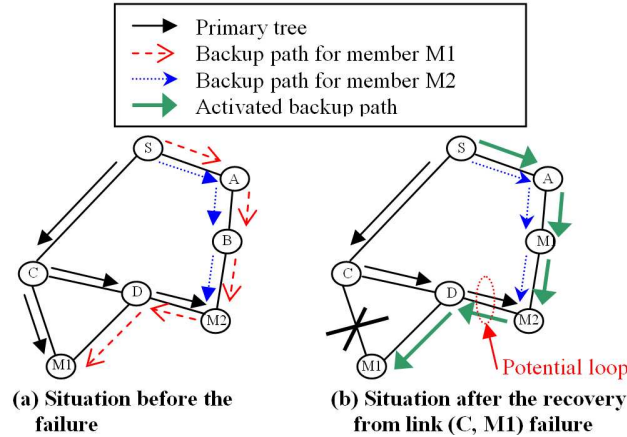 Primary tree
Backup path for member M1
Backup path for member M2
Activated backup path
S
A
B
C
D
M2
M1
S
A
M
C
D
M2
M1
Potential loop
(a) Situation before the
failure
(b) Situation after the recovery
from link (C, M1) failure